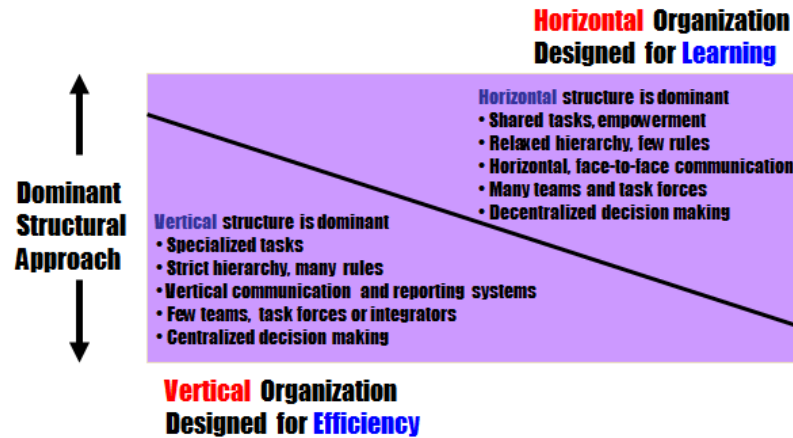 Horizontal Organization
Designed for Learning
Horizontal structure is dominant
• Shared tasks, empowerment
• Relaxed hierarchy, few rules
• Horizontal, face-to-face communication
• Many teams and task forces
• Decentralized decision making
Dominant
Structural
Approach
Vertical structure is dominant
• Specialized tasks
• Strict hierarchy, many rules
• Vertical communication and reporting systems
• Few teams, task forces or integrators
• Centralized decision making
Vertical Organization
Designed for Efficiency